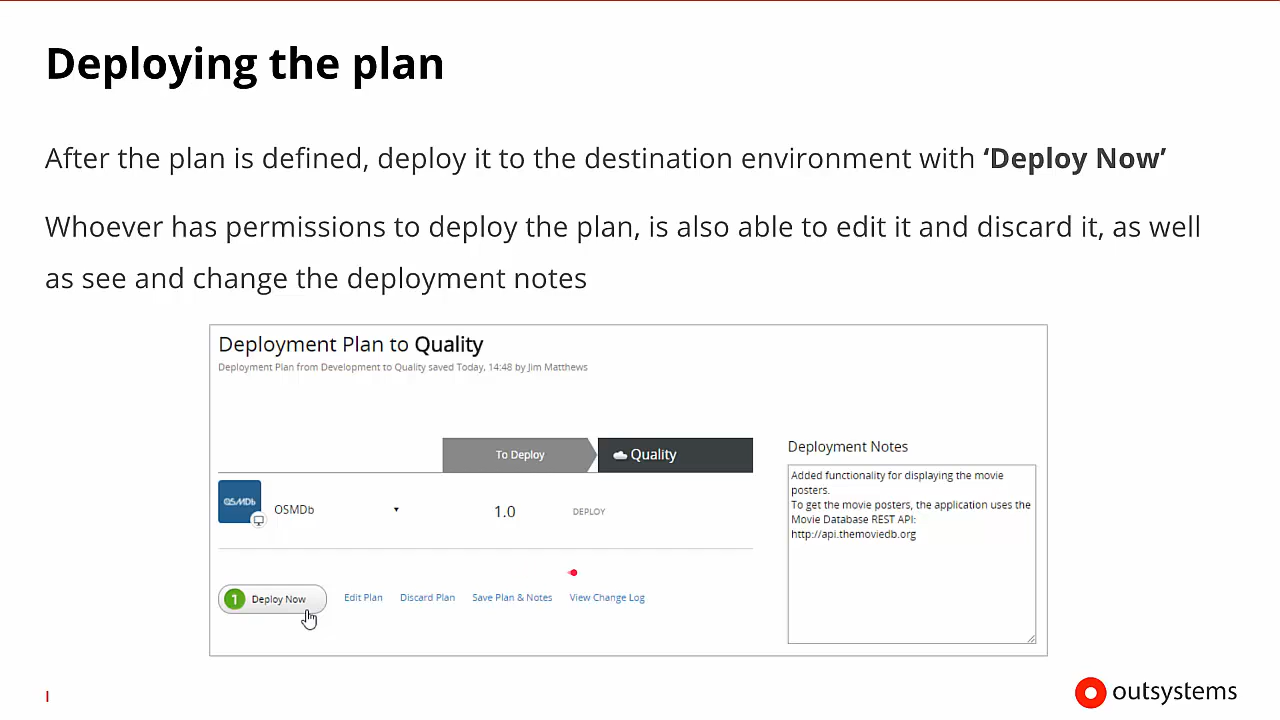 Deploying the plan
After the plan is defined, deploy it to the destination environment with ‘Deploy Now’
Whoever has permissions to deploy the plan, is also able to edit it and discard it, as well
as see and change the deployment notes
Deployment Plan to Quality
Deployment Plan from Development to Quality saved Today, 14:48 by Jim Matthews
To Deploy
Quality
OSMDb
OSMDb
1.0
DEPLOY
1
Deploy Now
Edit Plan
Discard Plan
Save Plan & Notes
View Change Log
Deployment Notes
Added functionality for displaying the movie
posters.
To get the movie posters, the application uses the
Movie Database REST API:
http://api.themoviedb.org
outsystems